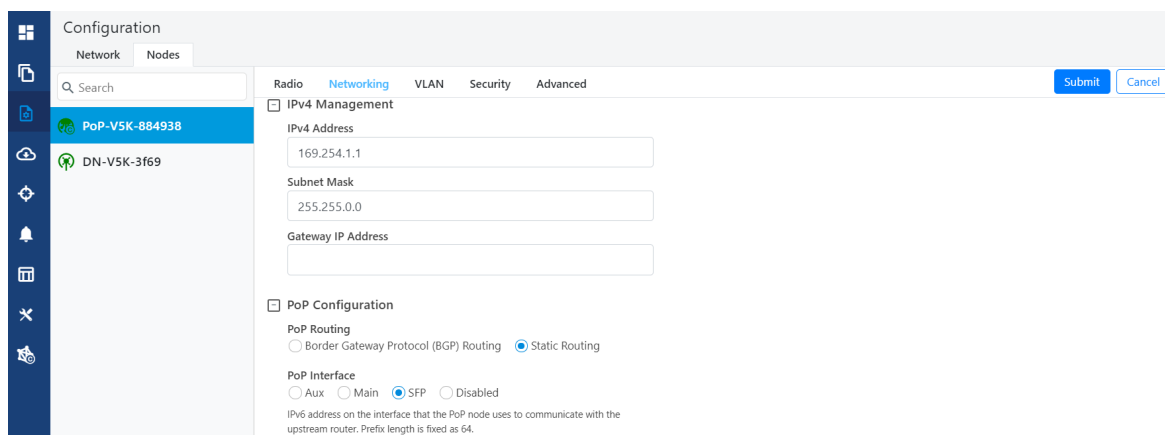 Configuration
Network Nodes
Search
PoP-V5K-884938
DN-V5K-3f69
Radio Networking VLAN Security Advanced
Submit Cancel
IPv4 Management
IPv4 Address
169.254.1.1
Subnet Mask
255.255.0.0
Gateway IP Address
PoP Configuration
PoP Routing
Border Gateway Protocol (BGP) Routing Static Routing
PoP Interface
Aux Main SFP Disabled
IPv6 address on the interface that the PoP node uses to communicate with the
upstream router. Prefix length is fixed as 64.